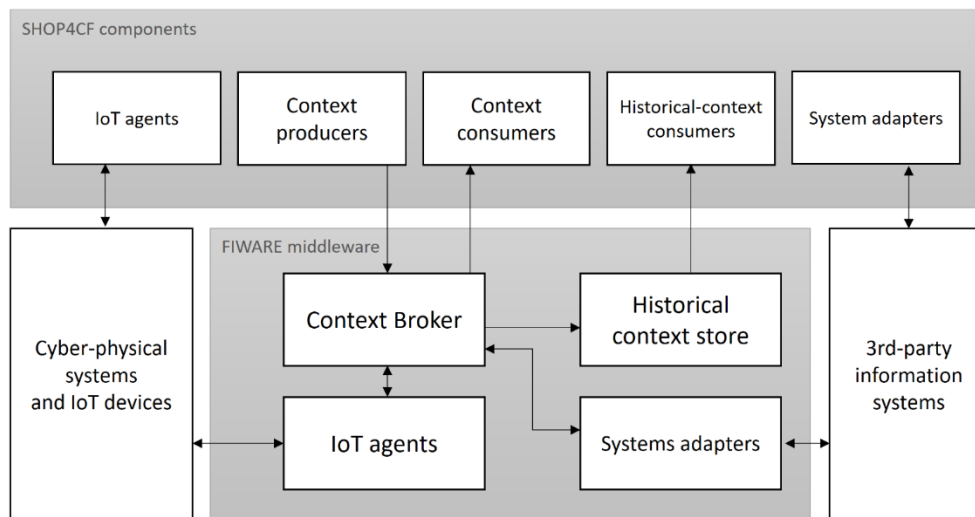 SHOP4CF components
IoT agents
Context
producers
Context
consumers
Historical-context
consumers
System adapters
FIWARE middleware
Cyber-physical
systems
and IoT devices
Context Broker
Historical
context store
IoT agents
Systems adapters
3rd-party
information
systems